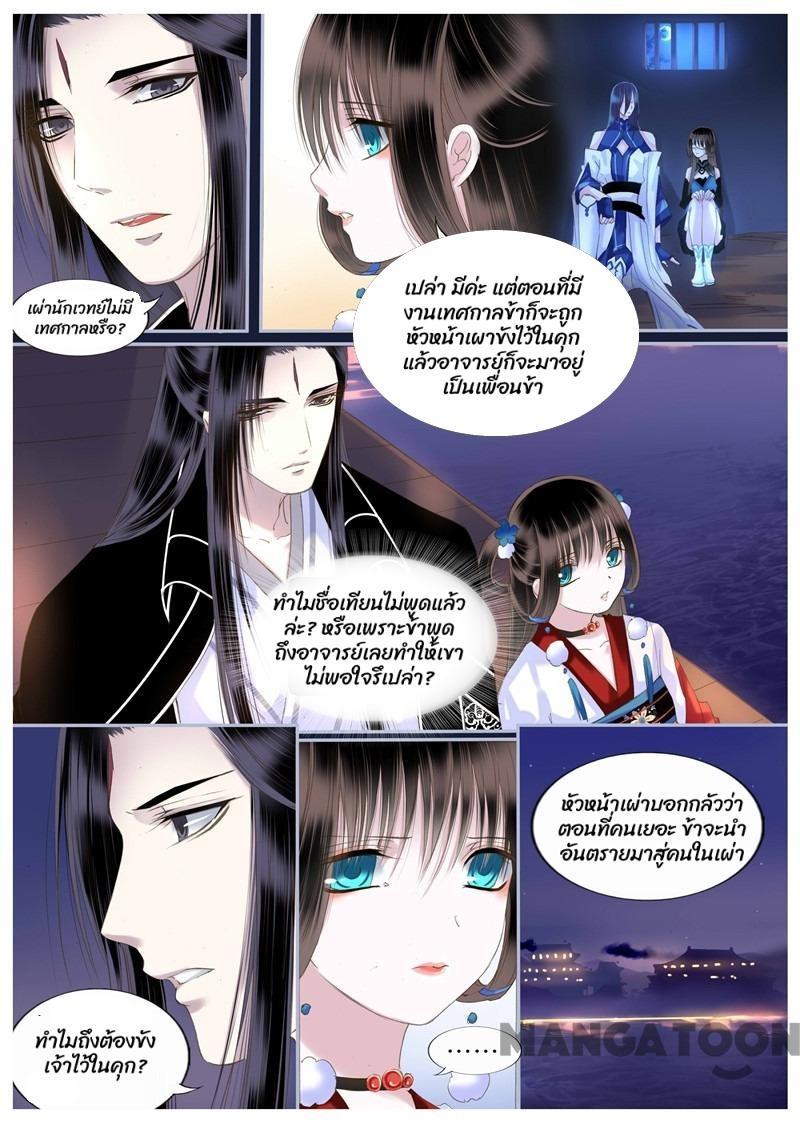 เผ่านักเวทย์ไม่มี
เทศกาลหรือ?
เปล่า มีค่ะ แต่ตอนที่มี
งานเทศกาลข้าก็จะถูก
หัวหน้าเผาขังไว้ในคุก
แล้วอาจารย์ก็จะมาอยู่
เป็นเพื่อนข้า
ทำไมชื่อเทียนไม่พูดแล้ว
ล่ะ? หรือเพราะข้าพูด
ถึงอาจารย์เลยทำให้เขา
ไม่พอใจรึเปล่า?
ทำไมถึงต้องขัง
เจ้าไว้ในคุก?
......
หัวหน้าเผ่าบอกกลัวว่า
ตอนที่คนเยอะ ข้าจะนำ
อันตรายมาสู่คนในเผ่า
MANGATOON